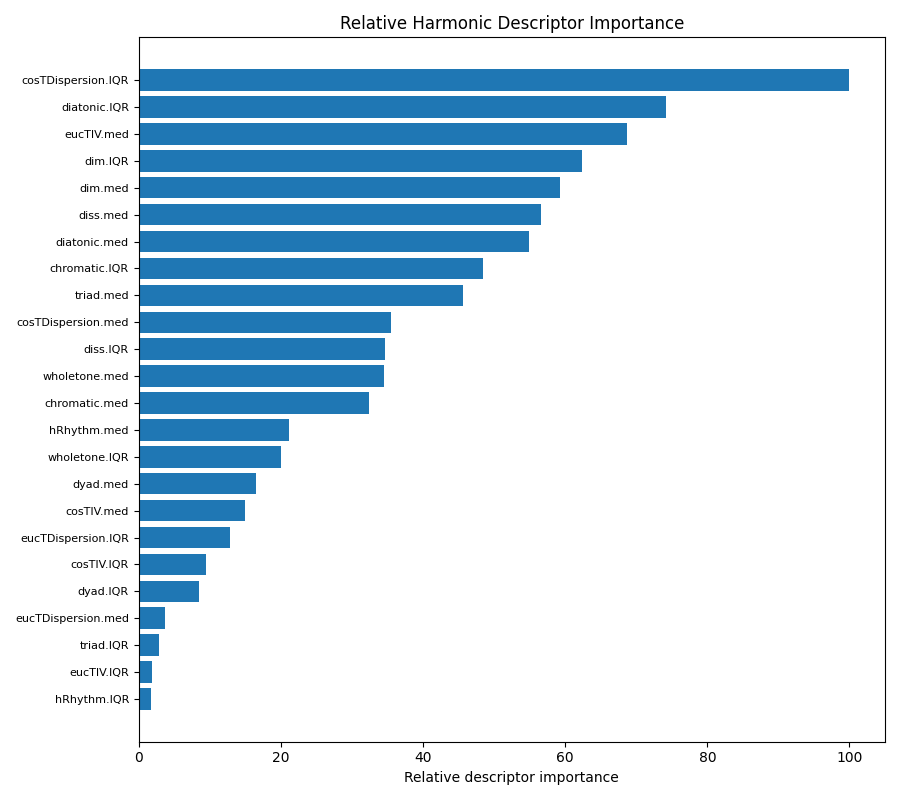 Relative Harmonic Descriptor Importance
cosTDispersion.IQR
diatonic.IQR
eucTIV.med
dim.IQR
dim.med
diss.med
diatonic.med
chromatic.IQR
triad.med
cosTDispersion.med
diss.IQR
wholetone.med
chromatic.med
hRhythm.med
wholetone.IQR
dyad.med
cosTIV.med
eucTDispersion.IQR
cosTIV.IQR
dyad.IQR
eucTDispersion.med
triad.IQR
eucTIV.IQR
hRhythm.IQR
0 20 40 60 80 100
Relative descriptor importance